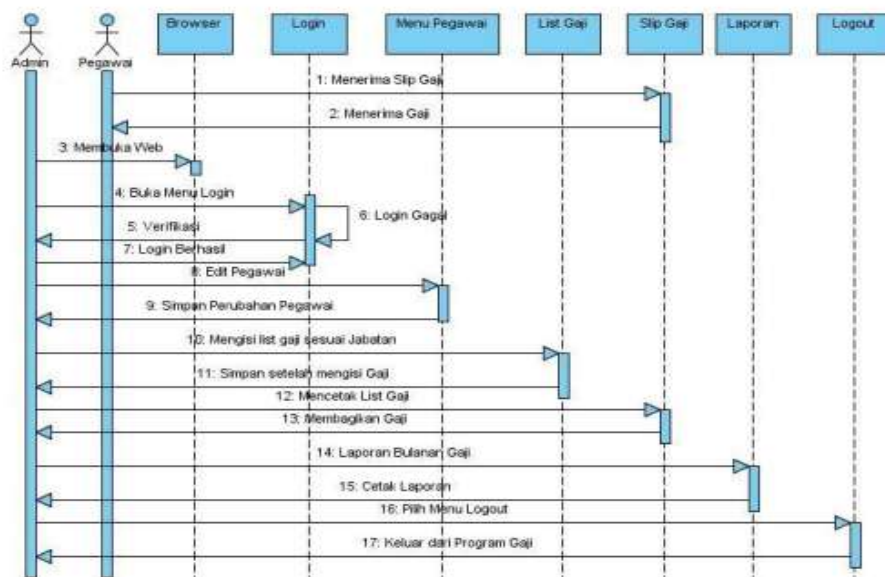 Browser
Login
Menu Pegawai
List Gaji
Slip Gaji
Laporan
Logout
Admin
Pegawai
1: Menerima Slip Gaji
2: Menerima Gaji
3: Membuka Web
4: Buka Menu Login
6: Login Gagal
5: Verifikasi
7: Login Berhasil
8: Edit Pegawai
9: Simpan Perubahan Pegawai
10: Mengisi list gaji sesuai Jabatan
11: Simpan setelah mengisi Gaji
12: Mencetak List Gaji
13: Membagikan Gaji
14: Laporan Bulanan Gaji
15: Cetak Laporan
16: Pilih Menu Logout
17: Keluar dari Program Gaji